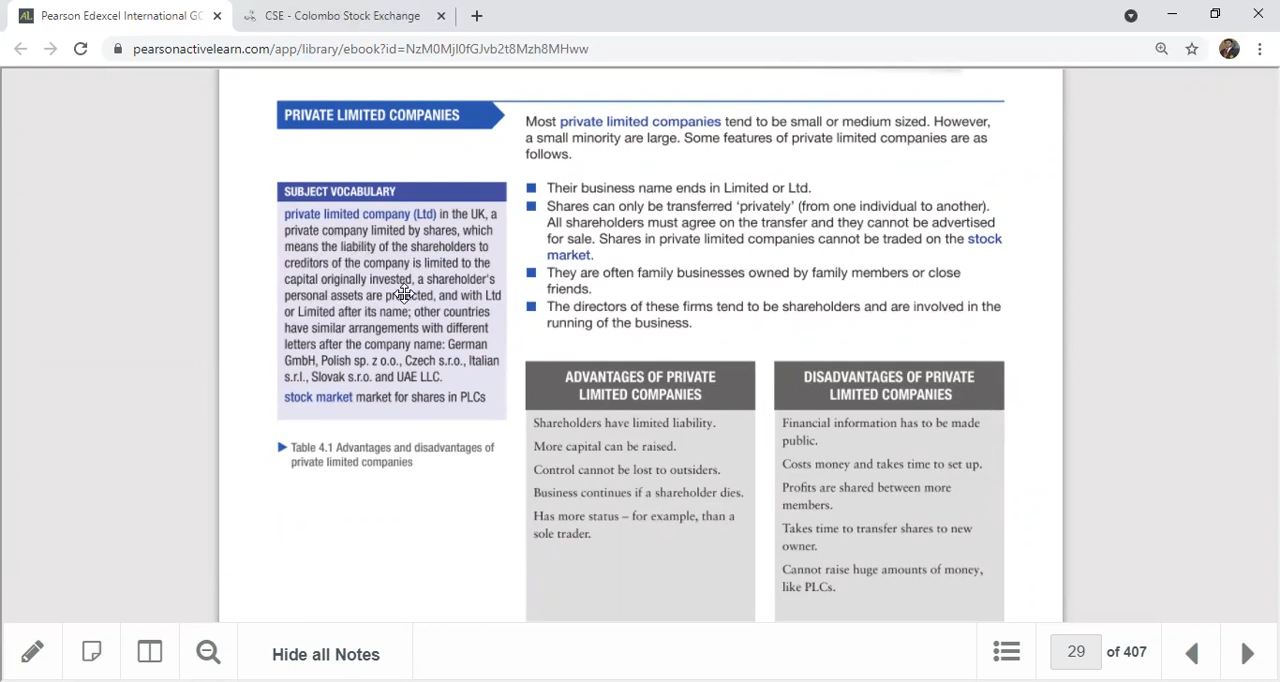 Pearson Edexcel International GC
CSE - Colombo Stock Exchange
pearsonactivelearn.com/app/library/ebook?id=NzM0MjI0fGJvb2t8Mzh8MHww
PRIVATE LIMITED COMPANIES
Most private limited companies tend to be small or medium sized. However,
a small minority are large. Some features of private limited companies are as
follows.
SUBJECT VOCABULARY
private limited company (Ltd) in the UK, a
private company limited by shares, which
means the liability of the shareholders to
creditors of the company is limited to the
capital originally invested, a shareholder's
personal assets are protected, and with Ltd
or Limited after its name; other countries
have similar arrangements with different
letters after the company name: German
GmbH, Polish sp. z o.o., Czech s.r.o., Italian
s.r.l., Slovak s.r.o. and UAE LLC.
stock market market for shares in PLCs
Table 4.1 Advantages and disadvantages of
private limited companies
Their business name ends in Limited or Ltd.
Shares can only be transferred ‘privately’ (from one individual to another).
All shareholders must agree on the transfer and they cannot be advertised
for sale. Shares in private limited companies cannot be traded on the stock
market.
They are often family businesses owned by family members or close
friends.
The directors of these firms tend to be shareholders and are involved in the
running of the business.
ADVANTAGES OF PRIVATE
LIMITED COMPANIES
Shareholders have limited liability.
More capital can be raised.
Control cannot be lost to outsiders.
Business continues if a shareholder dies.
Has more status – for example, than a
sole trader.
DISADVANTAGES OF PRIVATE
LIMITED COMPANIES
Financial information has to be made
public.
Costs money and takes time to set up.
Profits are shared between more
members.
Takes time to transfer shares to new
owner.
Cannot raise huge amounts of money,
like PLCs.
Hide all Notes
29 of 407